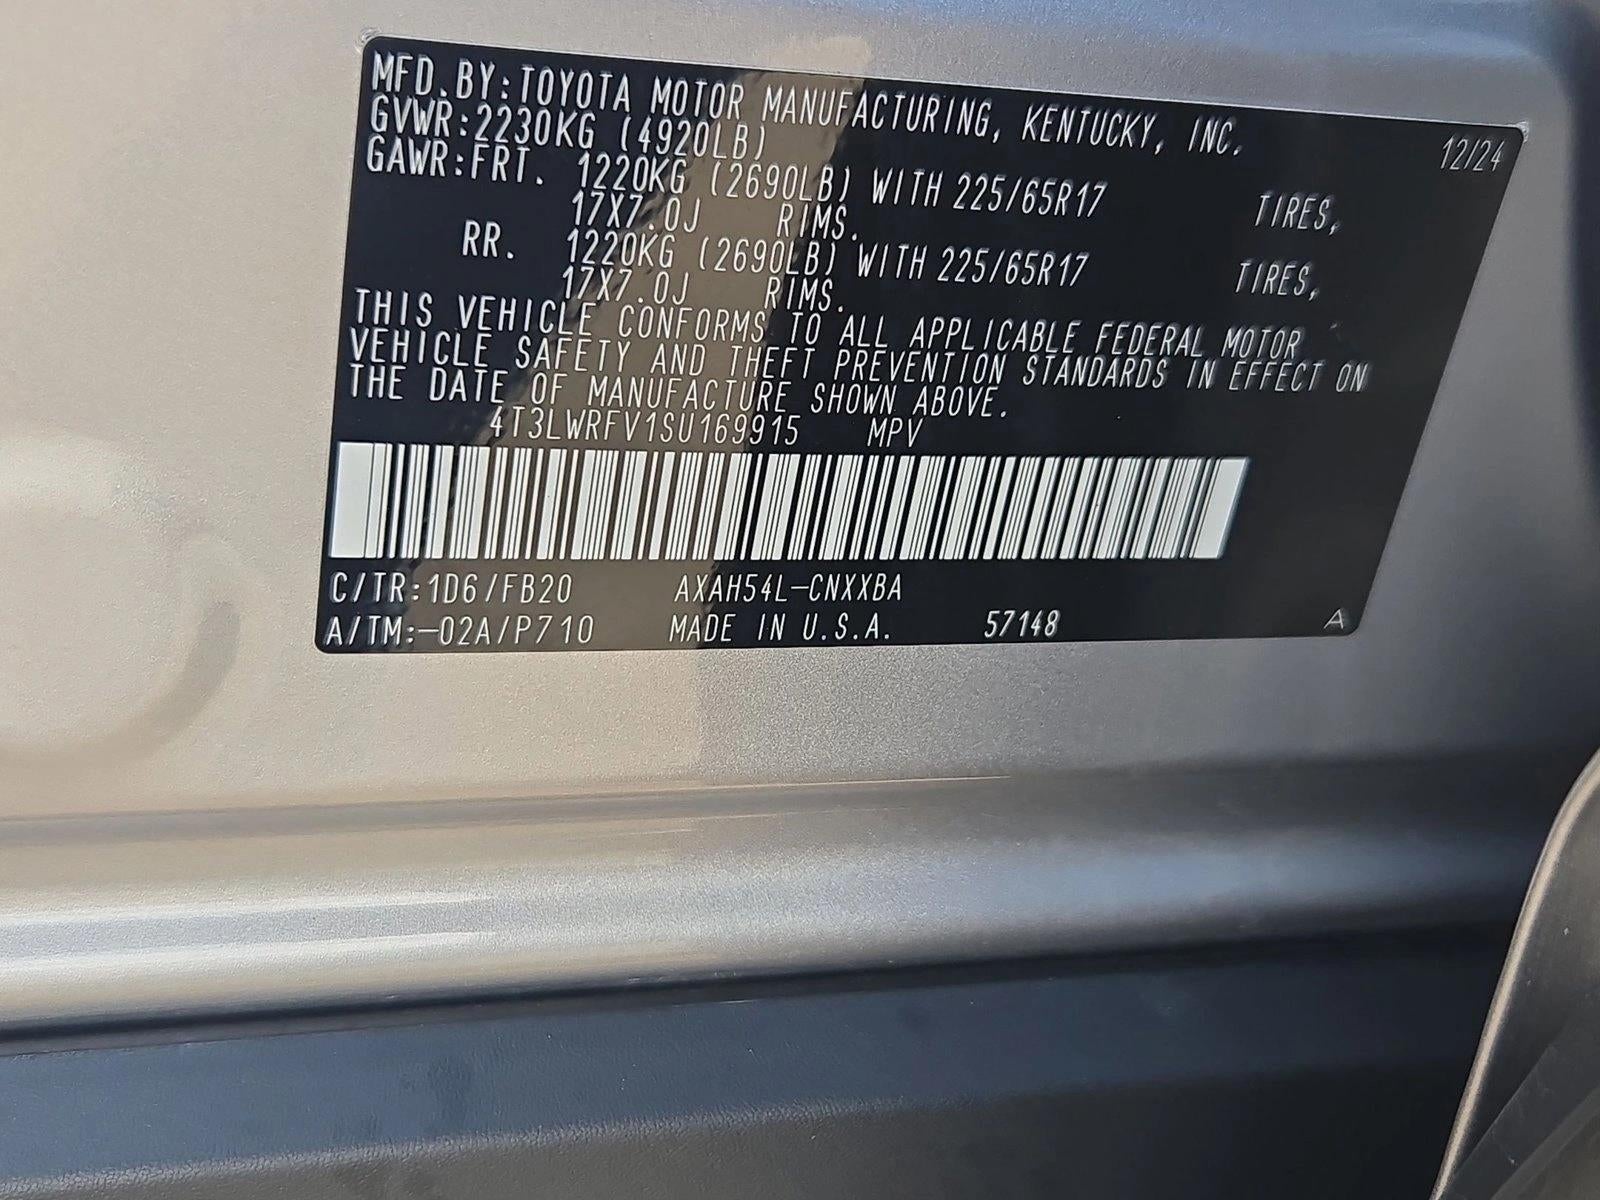 MFD.BY:TOYOTA MOTOR MANUFACTURING, KENTUCKY, INC. 12/24
GVWR:2230KG (4920LB)
GAWR:FRT. 1220KG (2690LB) WITH 225/65R17 TIRES,
17X7.0J RIMS.
RR. 1220KG (2690LB) WITH 225/65R17 TIRES,
17X7.0J RIMS.
THIS VEHICLE CONFORMS TO ALL APPLICABLE FEDERAL MOTOR
VEHICLE SAFETY AND THEFT PREVENTION STANDARDS IN EFFECT ON
THE DATE OF MANUFACTURE SHOWN ABOVE.
4T3LWRFV1SU169915 MPV
C/TR:1D6/FB20 AXAH54L-CNXXBA
A/TM:-02A/P710 MADE IN U.S.A. 57148 A